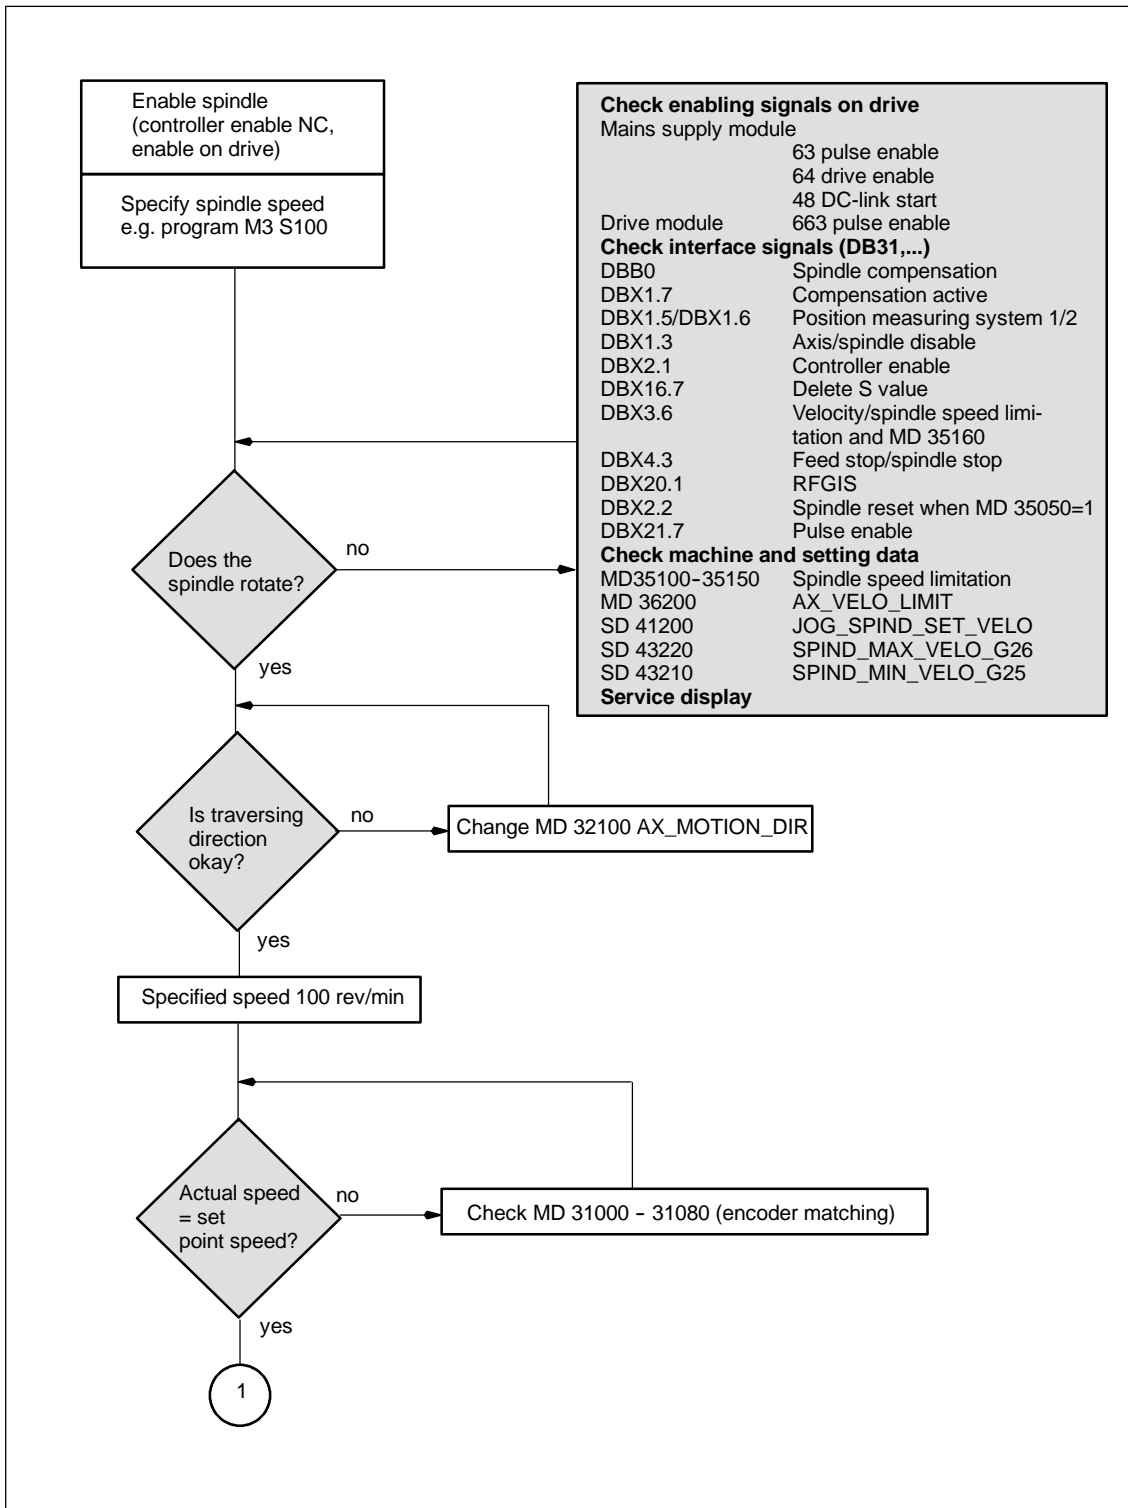 Enable spindle
(controller enable NC,
enable on drive)
Specify spindle speed
e.g. program M3 S100
Check enabling signals on drive
Mains supply module
63 pulse enable
64 drive enable
48 DC-link start
Drive module 663 pulse enable
Check interface signals (DB31,...)
DBB0 Spindle compensation
DBX1.7 Compensation active
DBX1.5/DBX1.6 Position measuring system 1/2
DBX1.3 Axis/spindle disable
DBX2.1 Controller enable
DBX16.7 Delete S value
DBX3.6 Velocity/spindle speed limi-
tation and MD 35160
DBX4.3 Feed stop/spindle stop
DBX20.1 RFGIS
DBX2.2 Spindle reset when MD 35050=1
DBX21.7 Pulse enable
Check machine and setting data
MD35100-35150 Spindle speed limitation
MD 36200 AX_VELO_LIMIT
SD 41200 JOG_SPIND_SET_VELO
SD 43220 SPIND_MAX_VELO_G26
SD 43210 SPIND_MIN_VELO_G25
Service display
Does the
spindle rotate?
no
yes
Is traversing
direction
okay?
no
Change MD 32100 AX_MOTION_DIR
yes
Specified speed 100 rev/min
Actual speed
= set
point speed?
no
Check MD 31000 - 31080 (encoder matching)
yes
1